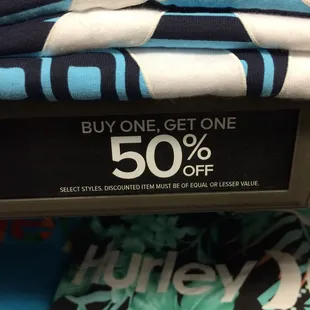 BUY ONE, GET ONE
50% OFF
SELECT STYLES. DISCOUNTED ITEM MUST BE OF EQUAL OR LESSER VALUE.
Hurley